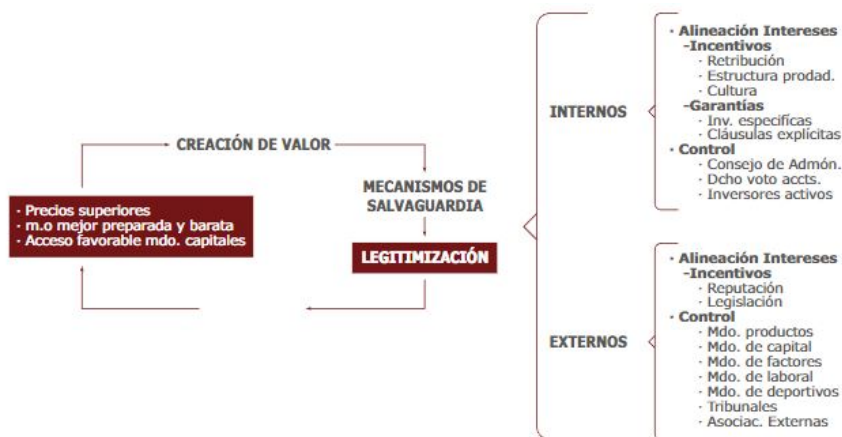 CREACIÓN DE VALOR
· Precios superiores
· m.o mejor preparada y barata
· Acceso favorable mdo. capitales
MECANISMOS DE
SALVAGUARDIA
LEGITIMIZACIÓN
INTERNOS
· Alineación Intereses
-Incentivos
· Retribución
· Estructura prodad.
· Cultura
-Garantías
· Inv. especifícas
· Cláusulas explícitas
· Control
· Consejo de Admón.
· Dcho voto accts.
· Inversores activos
EXTERNOS
· Alineación Intereses
-Incentivos
· Reputación
· Legislación
· Control
· Mdo. productos
· Mdo. de capital
· Mdo. de factores
· Mdo. de laboral
· Mdo. de deportivos
· Tribunales
· Asociac. Externas